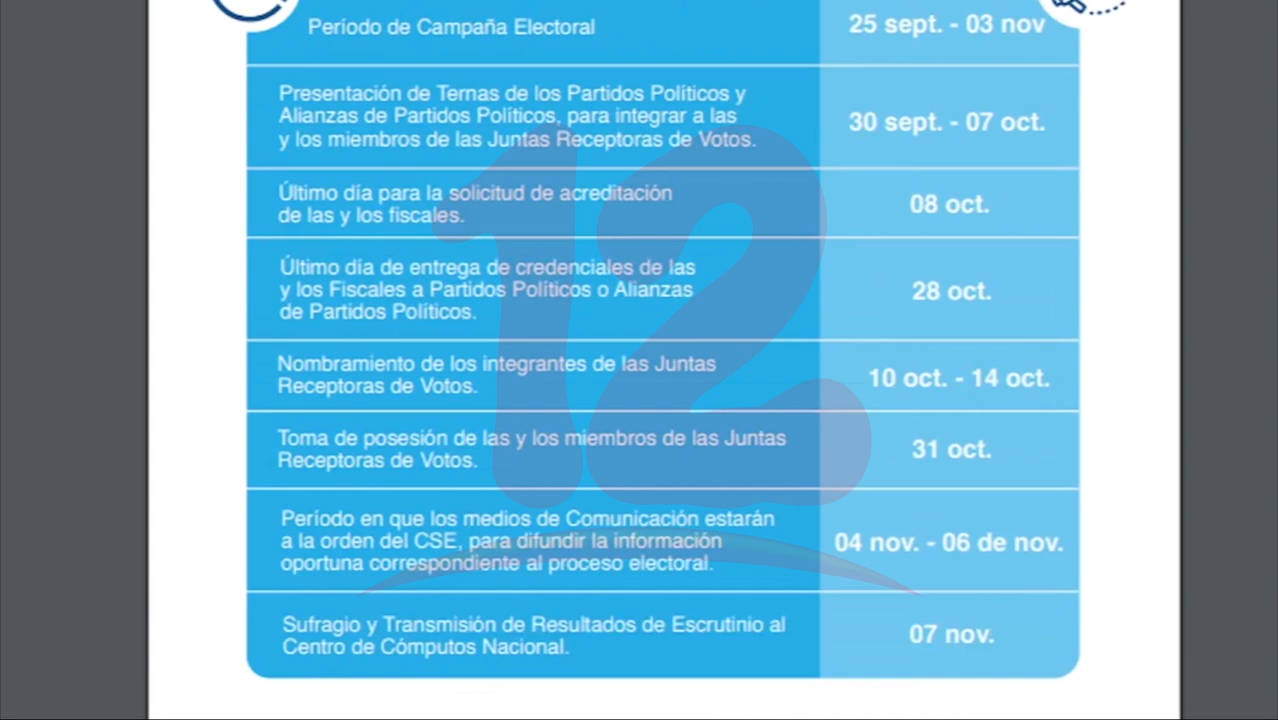 Período de Campaña Electoral
25 sept. - 03 nov
Presentación de Ternas de los Partidos Políticos y
Alianzas de Partidos Políticos, para integrar a las
y los miembros de las Juntas Receptoras de Votos.
30 sept. - 07 oct.
Último día para la solicitud de acreditación
de las y los fiscales.
08 oct.
Último día de entrega de credenciales de las
y los Fiscales a Partidos Políticos o Alianzas
de Partidos Políticos.
28 oct.
Nombramiento de los integrantes de las Juntas
Receptoras de Votos.
10 oct. - 14 oct.
Toma de posesión de las y los miembros de las Juntas
Receptoras de Votos.
31 oct.
Período en que los medios de Comunicación estarán
a la orden del CSE, para difundir la información
oportuna correspondiente al proceso electoral.
04 nov. - 06 de nov.
Sufragio y Transmisión de Resultados de Escrutinio al
Centro de Cómputos Nacional.
07 nov.
12